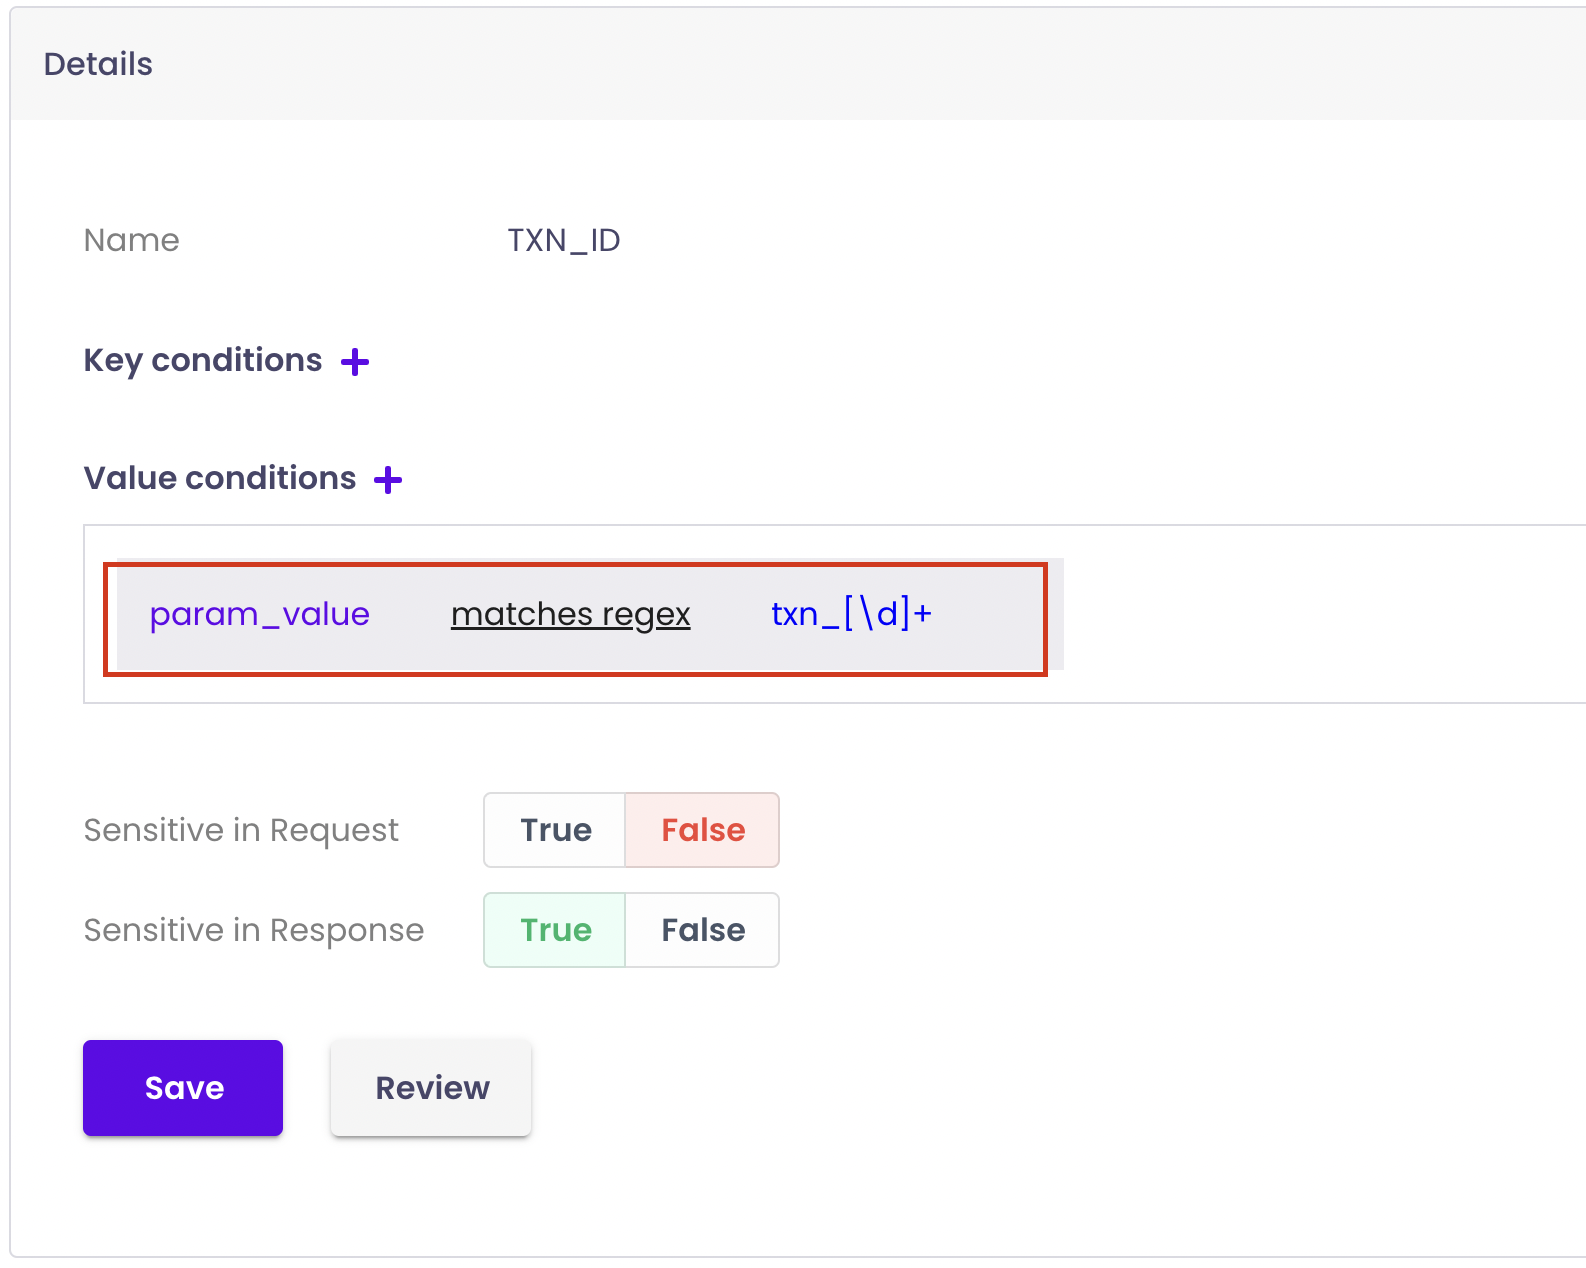 Details
Name TXN_ID
Key conditions +
Value conditions +
param_value matches regex txn_[\d]+
Sensitive in Request True False
Sensitive in Response True False
Save Review